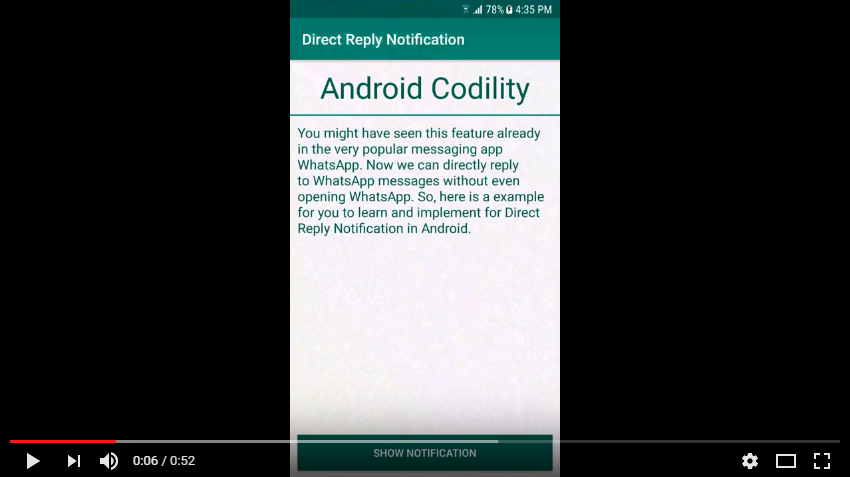 78% 4:35 PM
Direct Reply Notification
Android Codility
You might have seen this feature already
in the very popular messaging app
WhatsApp. Now we can directly reply
to WhatsApp messages without even
opening WhatsApp. So, here is a example
for you to learn and implement for Direct
Reply Notification in Android.
SHOW NOTIFICATION
0:06 / 0:52